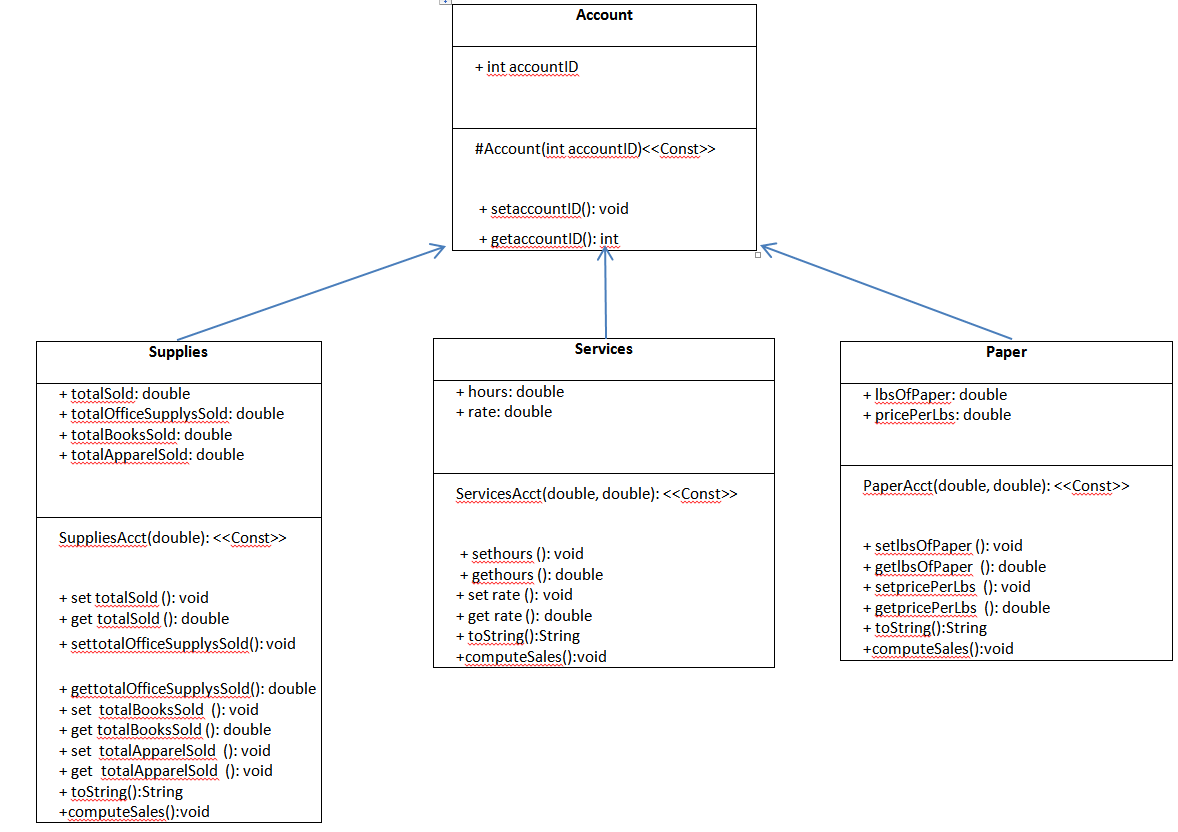 Account
+ int accountID
#Account(int accountID)<<Const>>
+ setaccountID(): void
+ getaccountID(): int
Supplies
+ totalSold: double
+ totalOfficeSupplysSold: double
+ totalBooksSold: double
+ totalApparelSold: double
SuppliesAcct(double): <<Const>>
+ set totalSold (): void
+ get totalSold (): double
+ settotalOfficeSupplysSold(): void
+ gettotalOfficeSupplysSold(): double
+ set totalBooksSold (): void
+ get totalBooksSold (): double
+ set totalApparelSold (): void
+ get totalApparelSold (): void
+ toString():String
+computeSales():void
Services
+ hours: double
+ rate: double
ServicesAcct(double, double): <<Const>>
+ sethours (): void
+ gethours (): double
+ set rate (): void
+ get rate (): double
+ toString():String
+computeSales():void
Paper
+ lbsOfPaper: double
+ pricePerLbs: double
PaperAcct(double, double): <<Const>>
+ setlbsOfPaper (): void
+ getlbsOfPaper (): double
+ setpricePerLbs (): void
+ getpricePerLbs (): double
+ toString():String
+computeSales():void